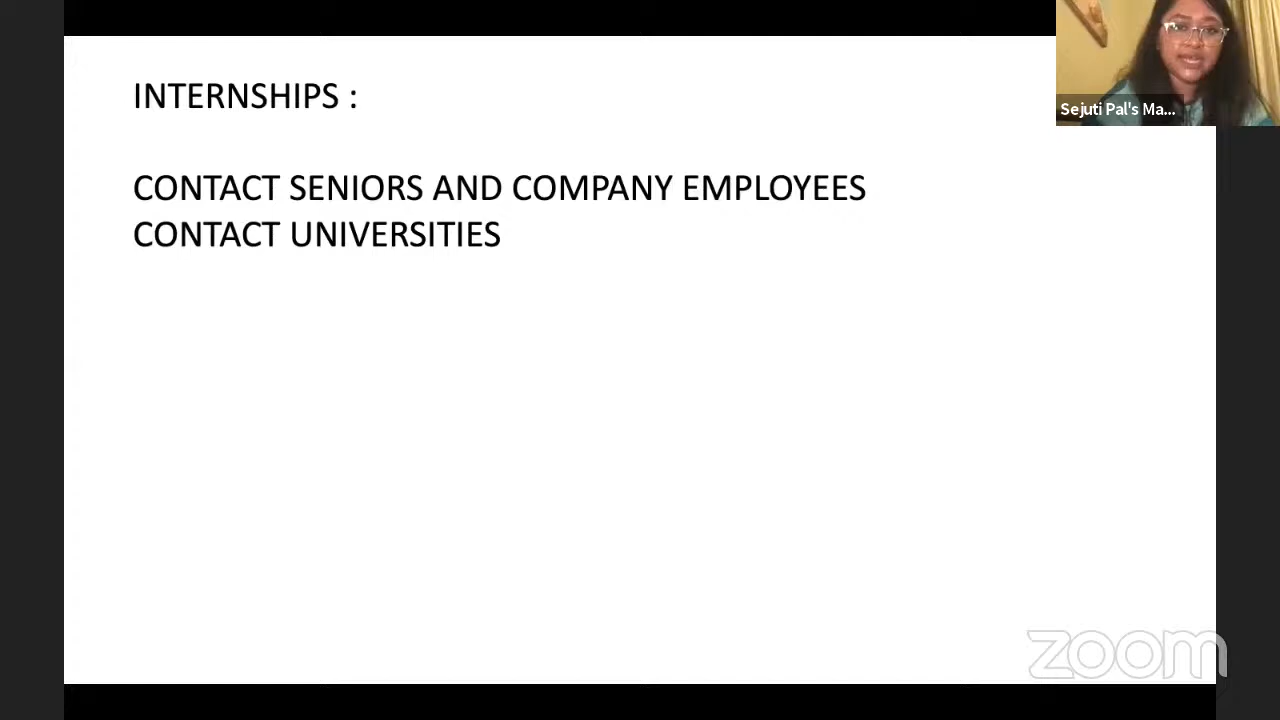 INTERNSHIPS :
CONTACT SENIORS AND COMPANY EMPLOYEES
CONTACT UNIVERSITIES
Sejuti Pal's Ma...
zoom